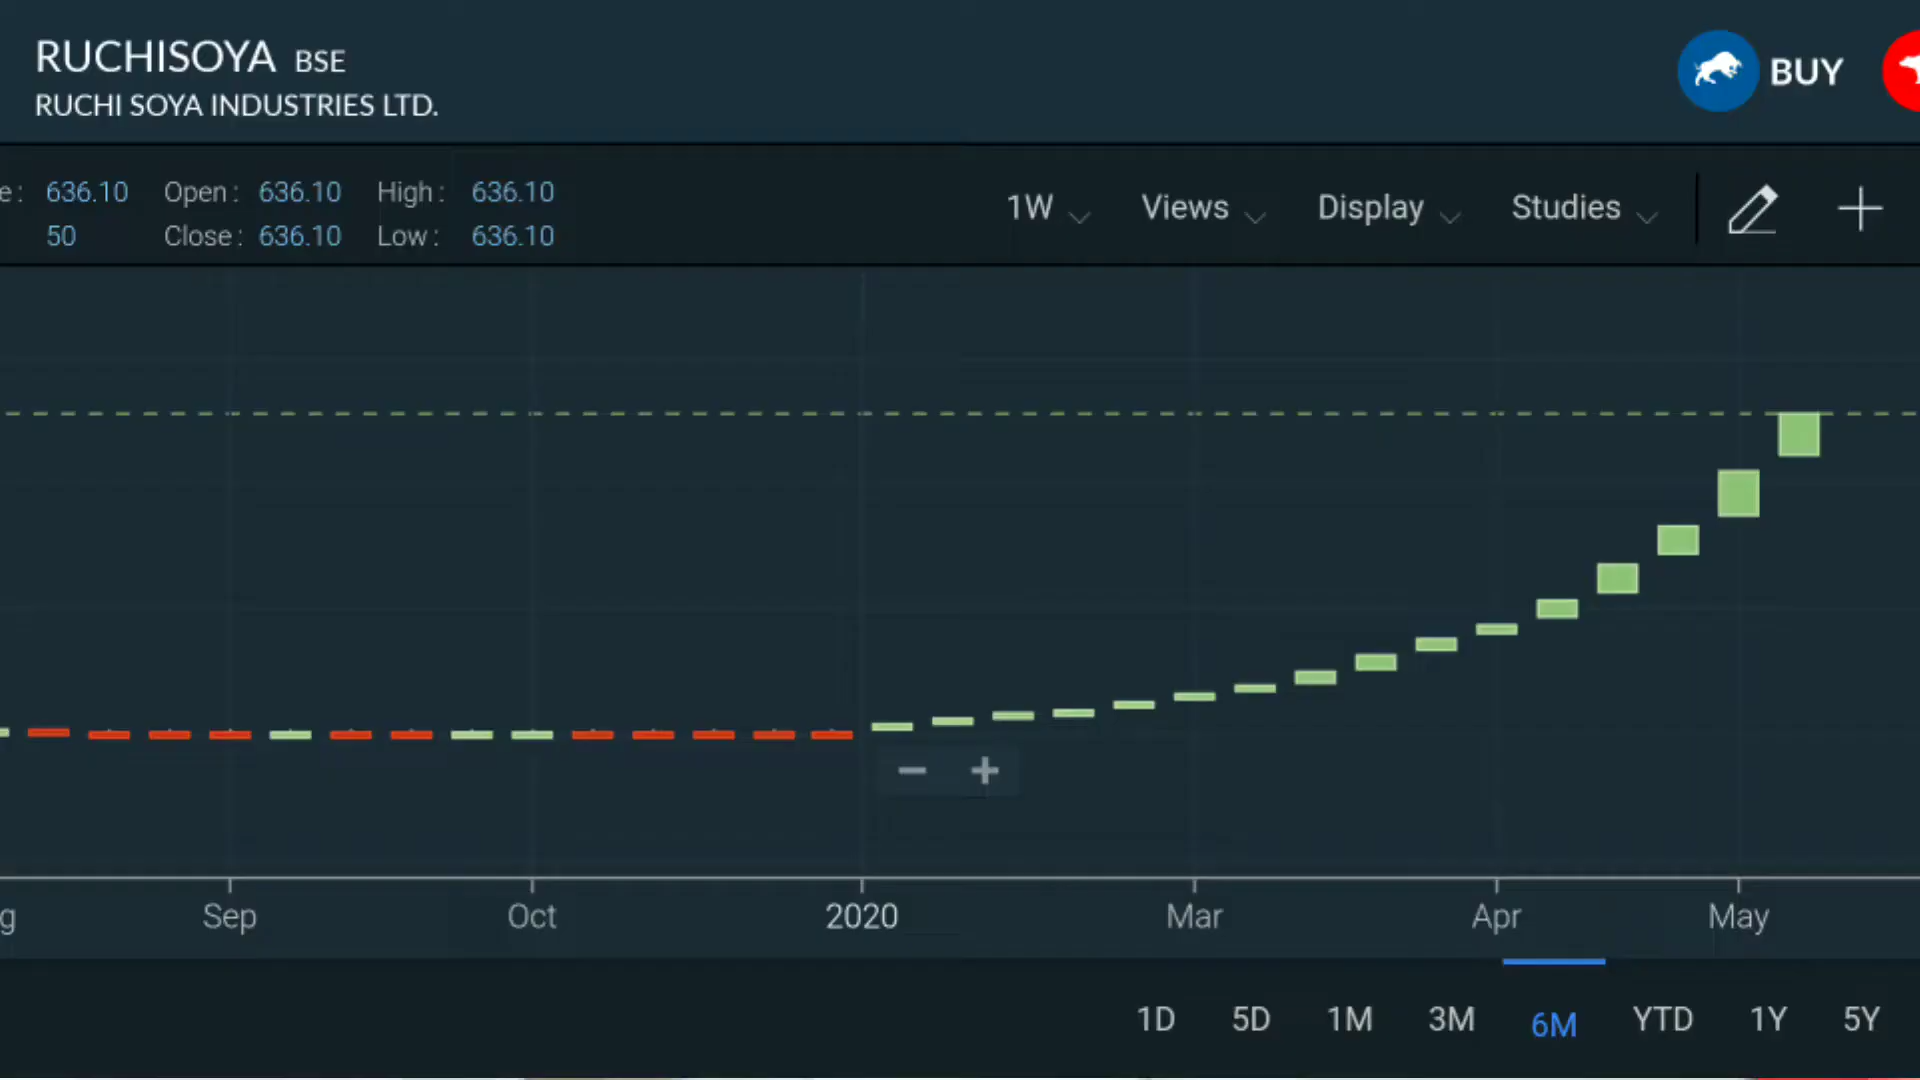 RUCHISOYA BSE
RUCHI SOYA INDUSTRIES LTD.
BUY
e: 636.10 Open: 636.10 High: 636.10
50 Close: 636.10 Low: 636.10
1W Views Display Studies
Sep Oct 2020 Mar Apr May
1D 5D 1M 3M 6M YTD 1Y 5Y